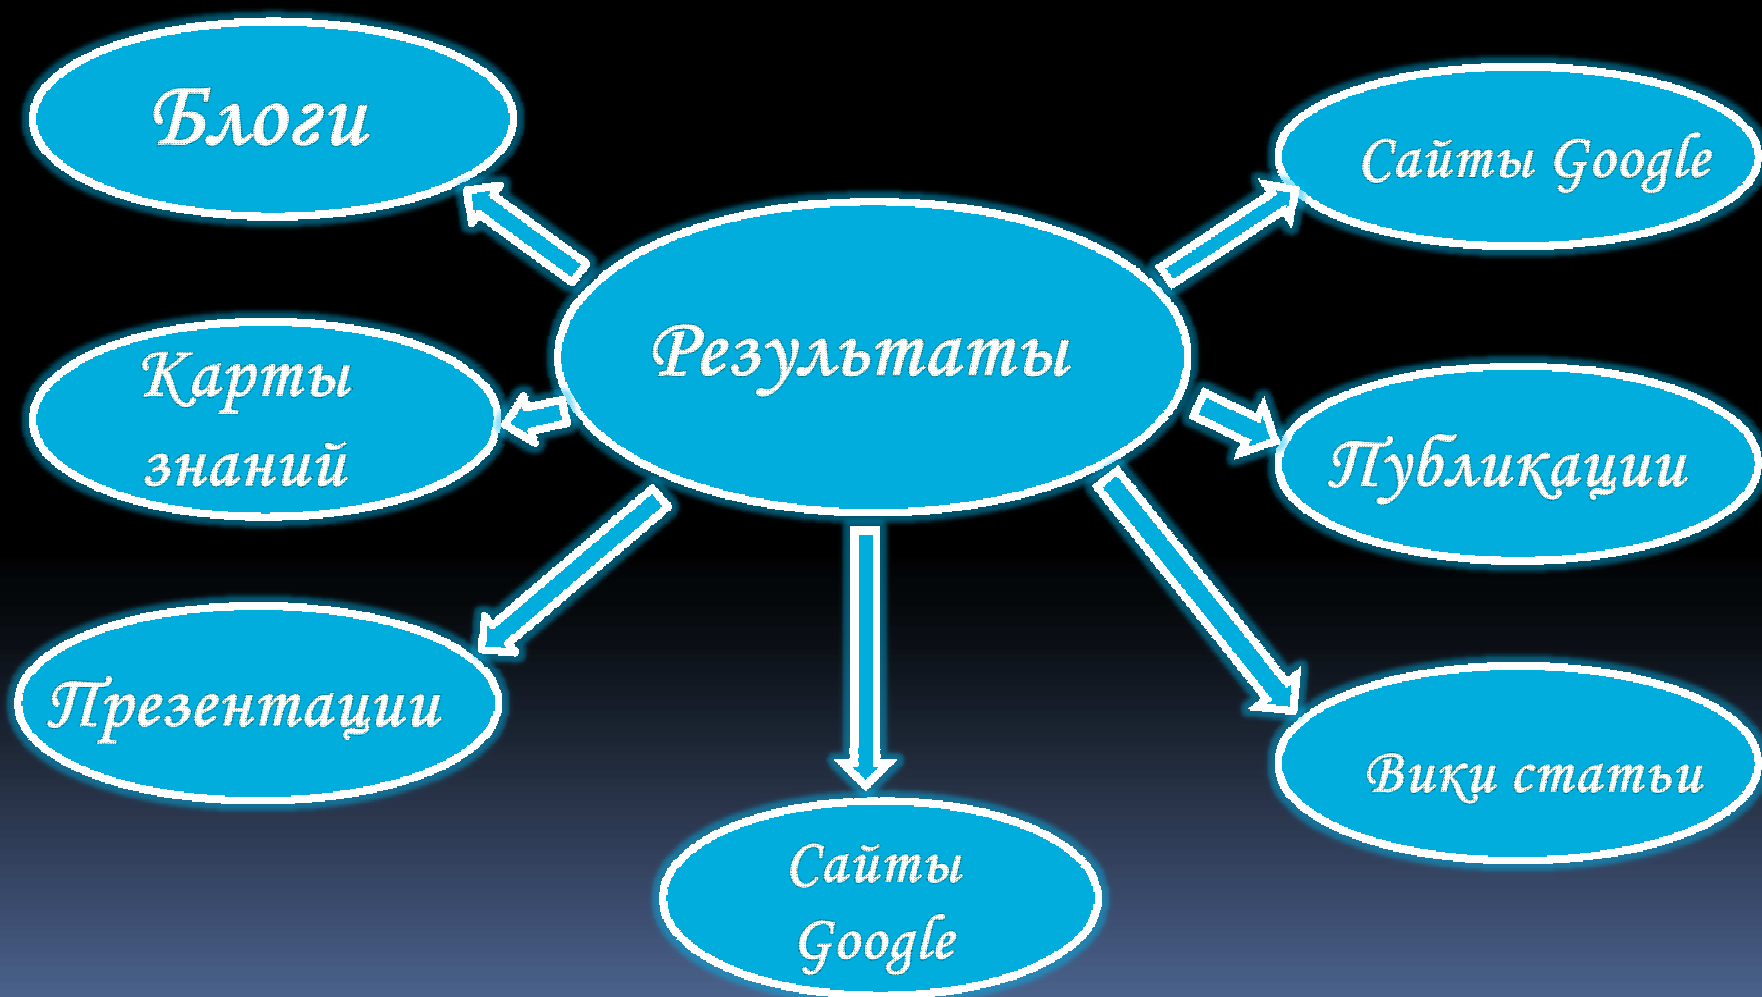 Блоги
Сайты Google
Результаты
Карты
знаний
Публикации
Презентации
Вики статьи
Сайты
Google